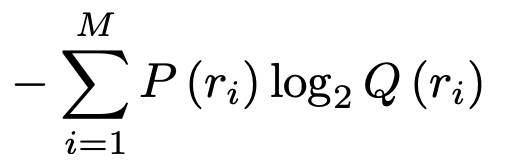 $-\sum_{i=1}^{M} P(r_i) \log_2 Q(r_i)$